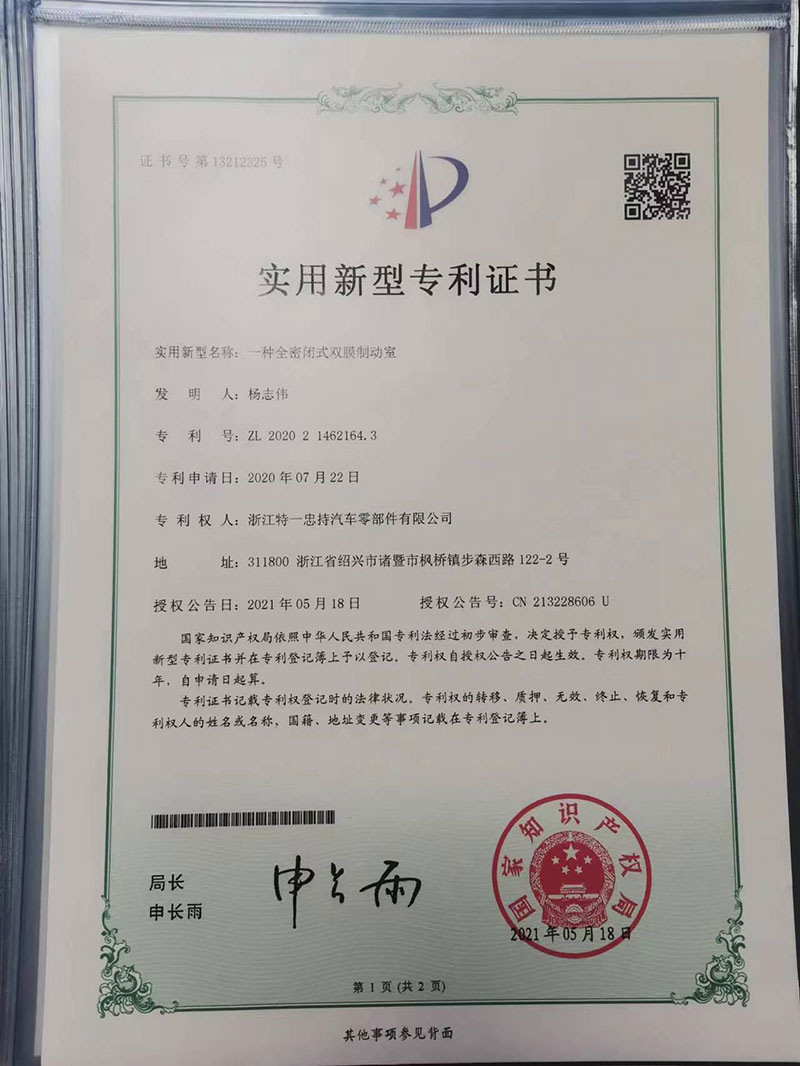 证书号第13212325号
实用新型专利证书
实用新型名称：一种全密闭式双膜制动室
发明人：杨志伟
专利号：ZL 2020 2 1462164.3
专利申请日：2020年07月22日
专利权人：浙江特一忠持汽车零部件有限公司
地址：311800 浙江省绍兴市诸暨市枫桥镇步森西路122-2号
授权公告日：2021年05月18日 授权公告号：CN 213228606 U
国家知识产权局依照中华人民共和国专利法经过初步审查，决定授予专利权，颁发实用
新型专利证书并在专利登记簿上予以登记。专利权自授权公告之日起生效。专利权期限为十
年，自申请日起算。
专利证书记载专利权登记时的法律状况。专利权的转移、质押、无效、终止、恢复和专
利权人的姓名或名称、国籍、地址变更等事项记载在专利登记簿上。
局长
申长雨
申长雨
国家知识产权局
2021年05月18日
第1页(共2页)
其他事项参见背面